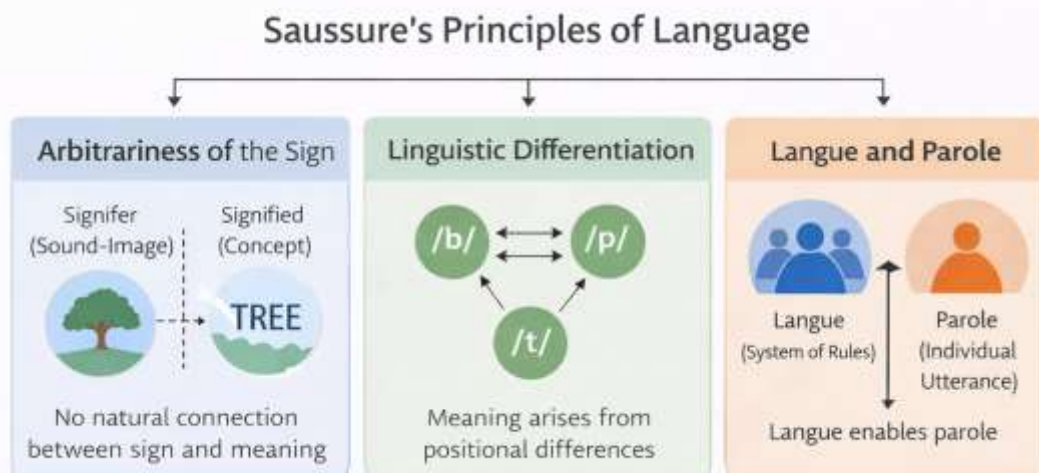 Saussure's Principles of Language
Arbitrariness of the Sign
Signifer
(Sound-Image)
Signified
(Concept)
TREE
No natural connection
between sign and meaning
Linguistic Differentiation
/b/
/p/
/t/
Meaning arises from
positional differences
Langue and Parole
Langue
(System of Rules)
Parole
(Individual
Utterance)
Langue enables parole